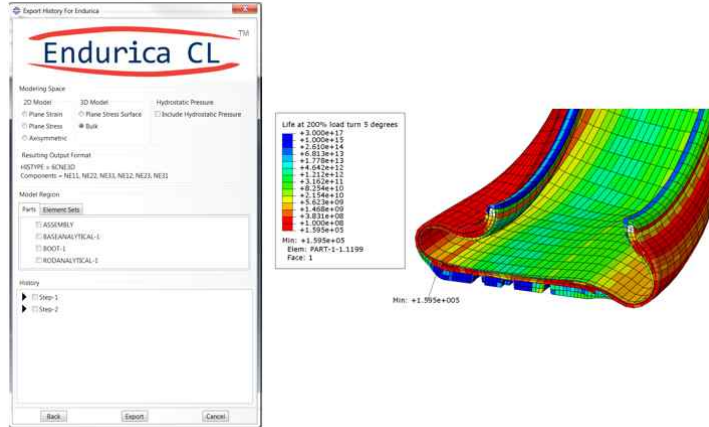 Export History For Endurica
Endurica CL
TM
Modeling Space
2D Model
3D Model
Hydrostatic Pressure
Plane Strain
Plane Stress Surface
Include Hydrostatic Pressure
Plane Stress
Bulk
Axisymmetric
Resulting Output Format
HISTYPE = 6CNE3D
Components = NE11, NE22, NE33, NE12, NE23, NE31
Model Region
Parts
Element Sets
ASSEMBLY
BASEANALYTICAL-1
BOOT-1
RODANALYTICAL-1
History
Step-1
Step-2
Back
Export
Cancel
Life at 200% load turn 5 degrees
+3.000e+17
+1.000e+15
+2.610e+14
+6.813e+13
+1.778e+13
+4.642e+12
+1.212e+12
+3.162e+11
+8.254e+10
+2.154e+10
+5.623e+09
+1.468e+09
+3.831e+08
+1.000e+08
+1.595e+05
Min: +1.595e+05
Elem: PART-1-1.1199
Face: 1
Min: +1.595e+005